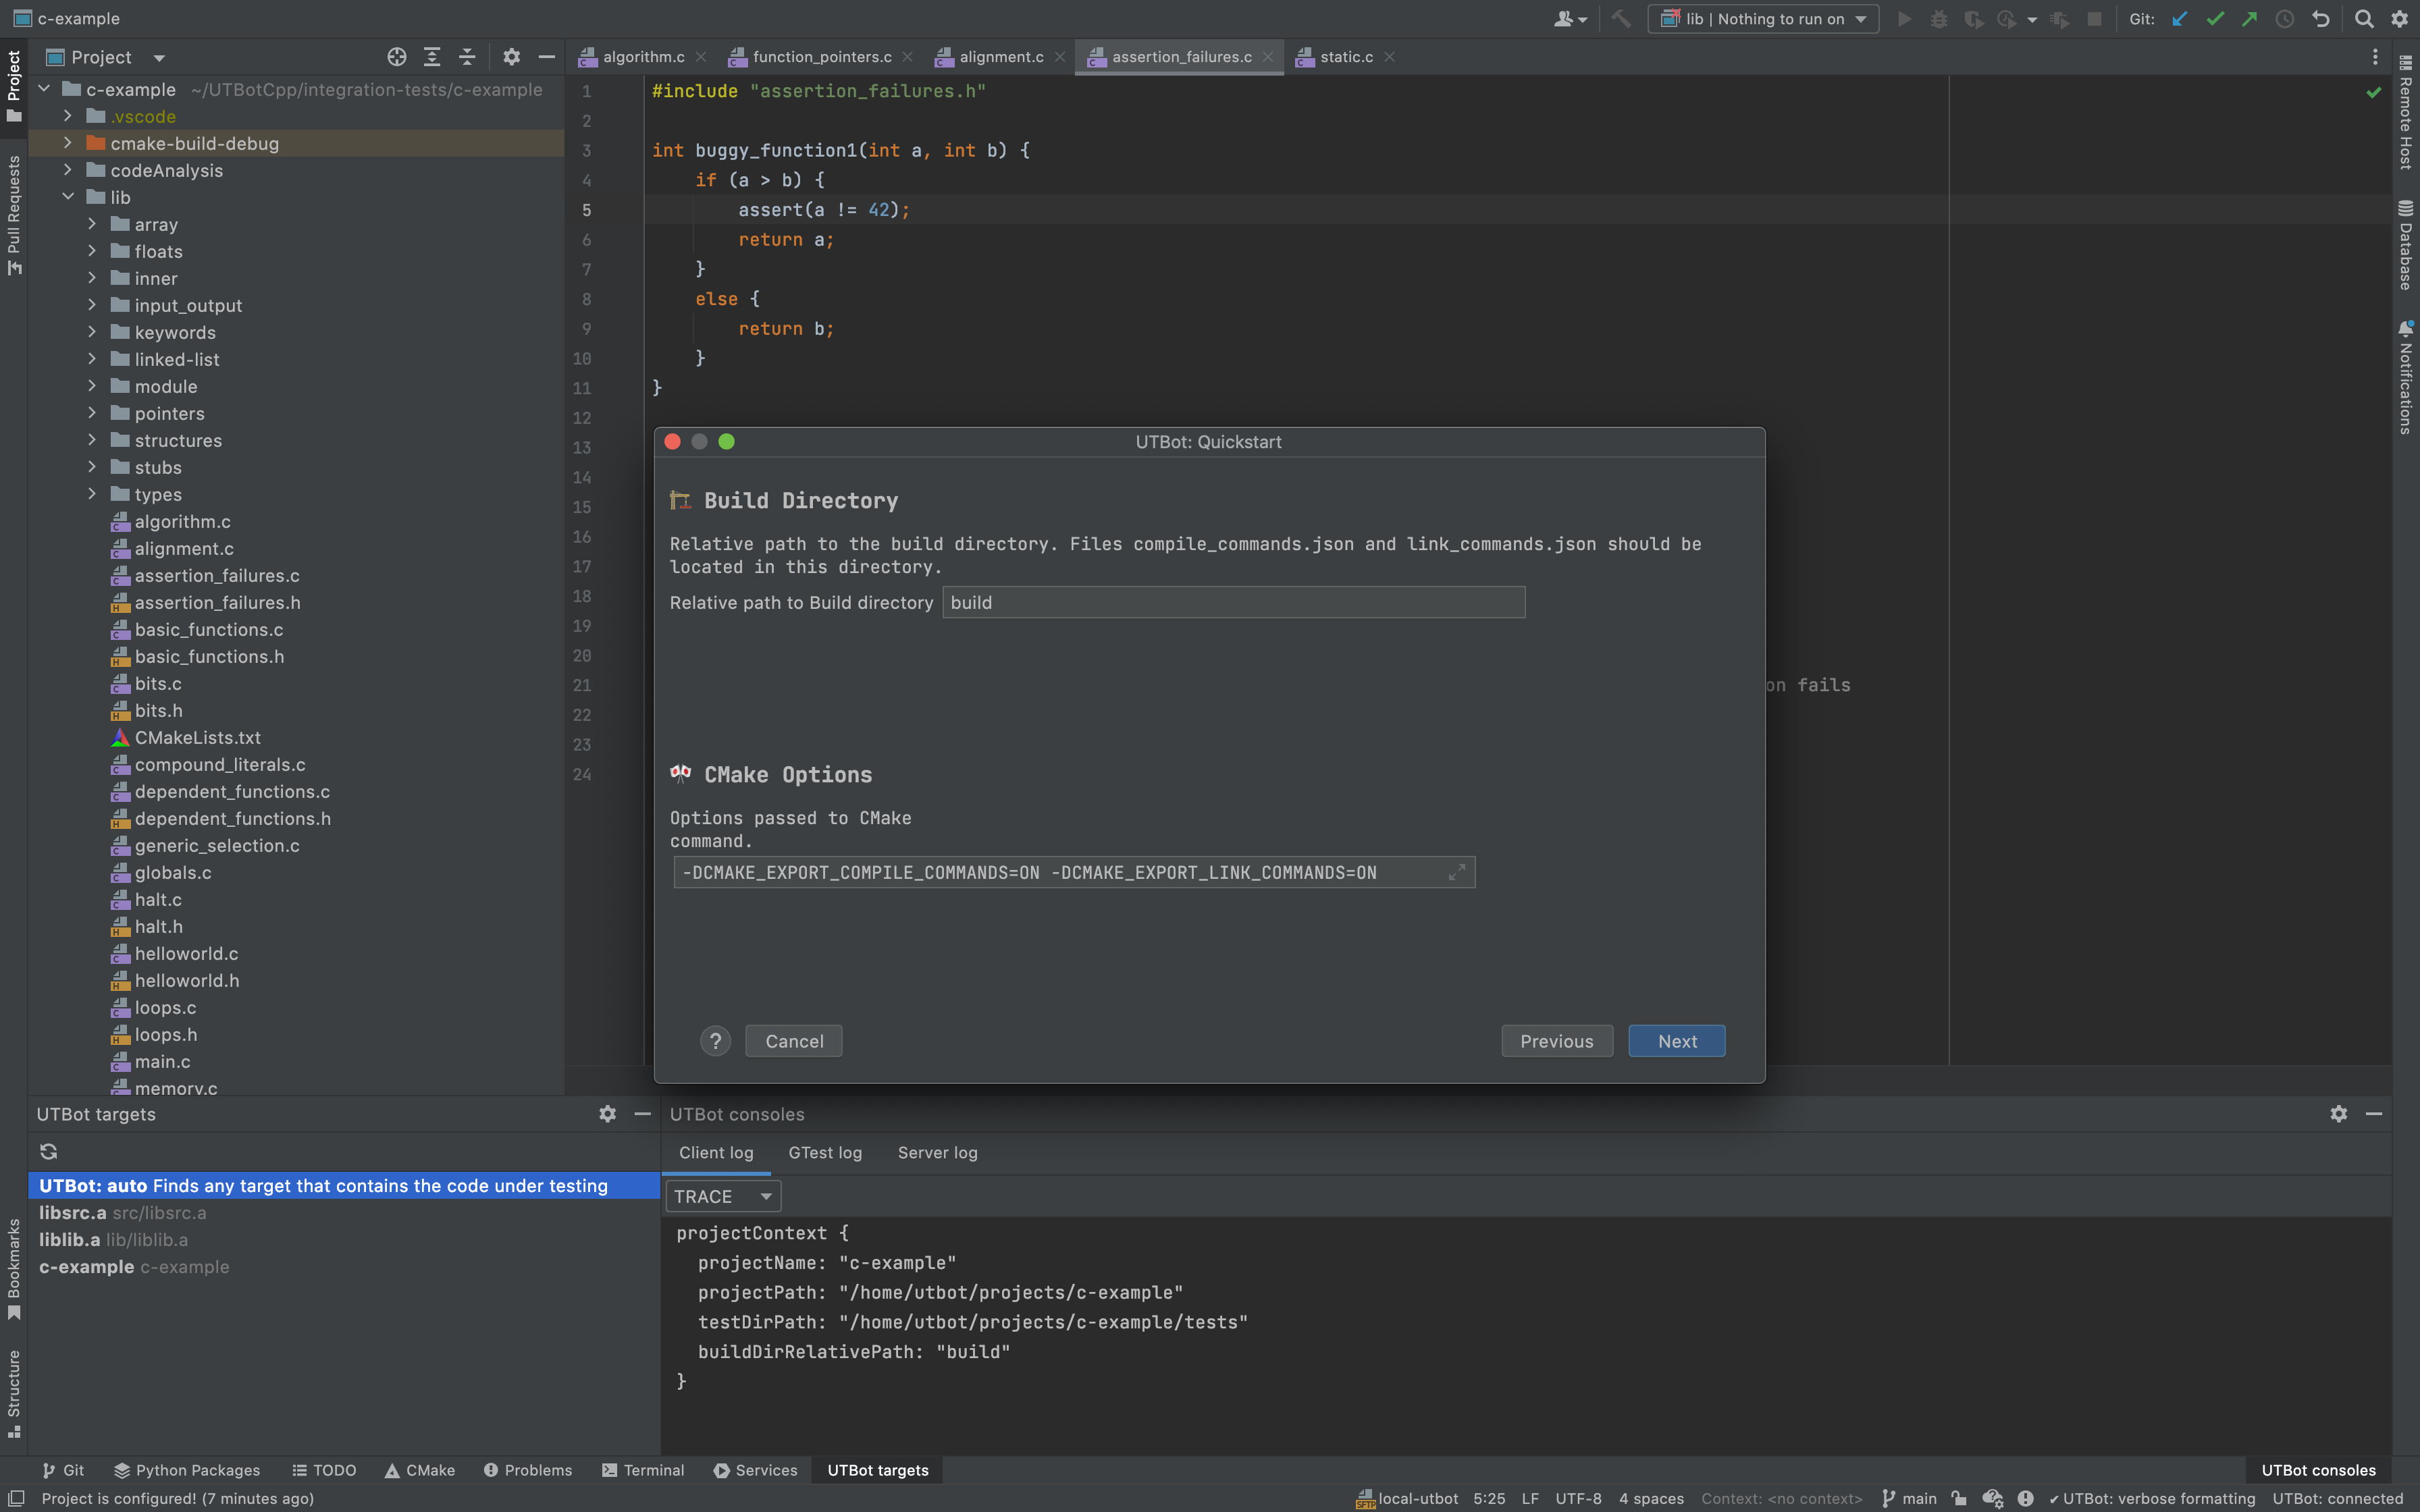 c-example
lib | Nothing to run on
Git:
Project
algorithm.c
function_pointers.c
alignment.c
assertion_failures.c
static.c
Project
Pull Requests
Bookmarks
Structure
Remote Host
Database
Notifications
c-example ~/UTBotCpp/integration-tests/c-example
.vscode
cmake-build-debug
codeAnalysis
lib
array
floats
inner
input_output
keywords
linked-list
module
pointers
structures
stubs
types
algorithm.c
alignment.c
assertion_failures.c
assertion_failures.h
basic_functions.c
basic_functions.h
bits.c
bits.h
CMakeLists.txt
compound_literals.c
dependent_functions.c
dependent_functions.h
generic_selection.c
globals.c
halt.c
halt.h
helloworld.c
helloworld.h
loops.c
loops.h
main.c
memory.c
1 #include "assertion_failures.h"
2
3 int buggy_function1(int a, int b) {
4 if (a > b) {
5 assert(a != 42);
6 return a;
7 }
8 else {
9 return b;
10 }
11 }
12
13
14
15
16
17
18
19
20
21 on fails
22
23
24
UTBot: Quickstart
Build Directory
Relative path to the build directory. Files compile_commands.json and link_commands.json should be
located in this directory.
Relative path to Build directory build
CMake Options
Options passed to CMake
command.
-DCMAKE_EXPORT_COMPILE_COMMANDS=ON -DCMAKE_EXPORT_LINK_COMMANDS=ON
? Cancel Previous Next
UTBot targets
UTBot: auto Finds any target that contains the code under testing
libsrc.a src/libsrc.a
liblib.a lib/liblib.a
c-example c-example
UTBot consoles
Client log GTest log Server log
TRACE
projectContext {
projectName: "c-example"
projectPath: "/home/utbot/projects/c-example"
testDirPath: "/home/utbot/projects/c-example/tests"
buildDirRelativePath: "build"
}
Git Python Packages TODO CMake Problems Terminal Services UTBot targets UTBot consoles
Project is configured! (7 minutes ago) SFTP local-utbot 5:25 LF UTF-8 4 spaces Context: <no context> main ✔UTBot: verbose formatting UTBot: connected